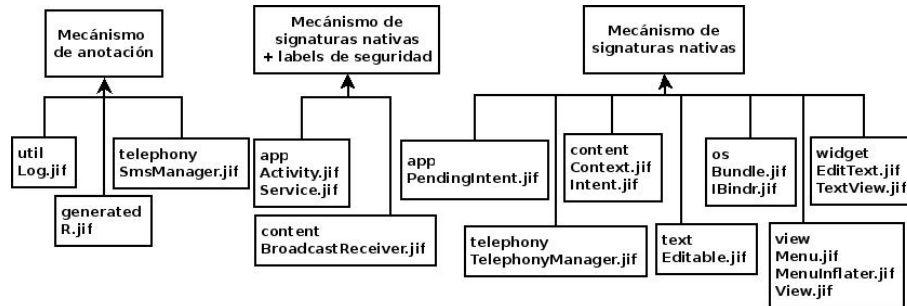 Mecánismo
de anotación
Mecánismo de
signaturas nativas
+ labels de seguridad
Mecánismo de
signaturas nativas
util
Log.jif
telephony
SmsManager.jif
generated
R.jif
app
Activity.jif
Service.jif
content
BroadcastReceiver.jif
app
PendingIntent.jif
content
Context.jif
Intent.jif
os
Bundle.jif
IBindr.jif
widget
EditText.jif
TextView.jif
telephony
TelephonyManager.jif
text
Editable.jif
view
Menu.jif
MenuInflater.jif
View.jif